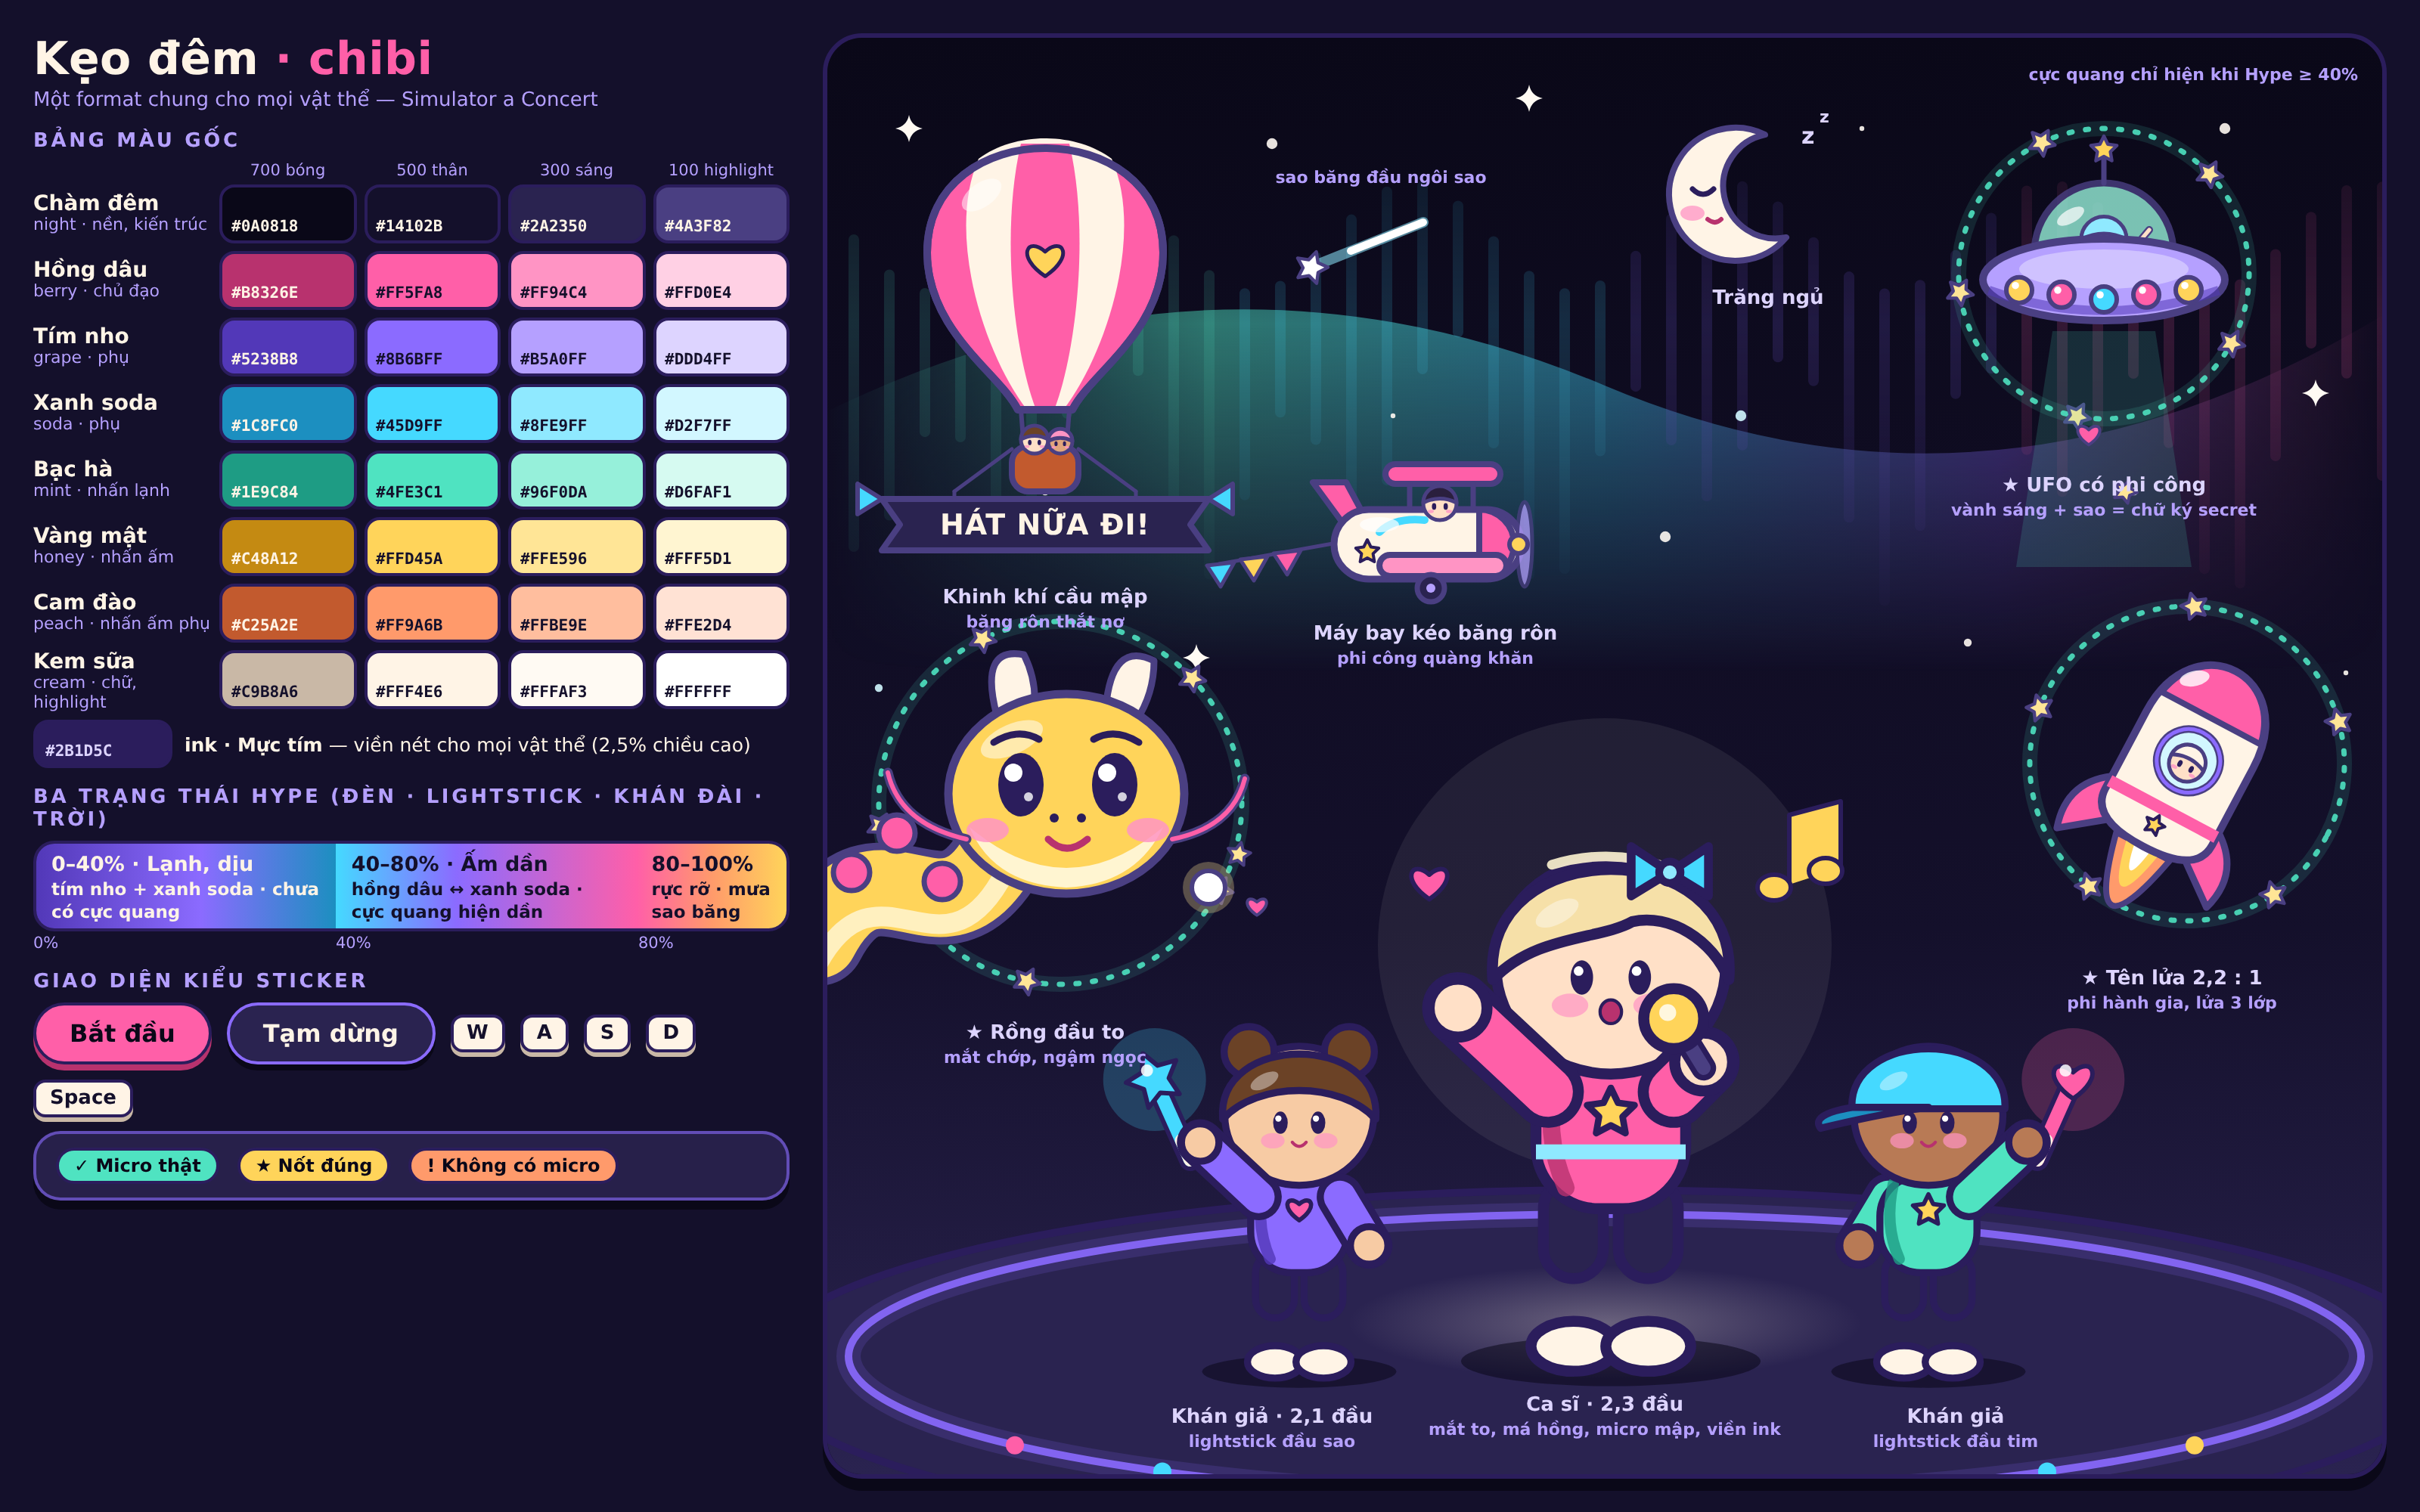 Kẹo đêm · chibi
Một format chung cho mọi vật thể — Simulator a Concert
BẢNG MÀU GỐC
700 bóng 500 thân 300 sáng 100 highlight
Chàm đêm
night · nền, kiến trúc
#0A0818 #14102B #2A2350 #4A3F82
Hồng dâu
berry · chủ đạo
#B8326E #FF5FA8 #FF94C4 #FFD0E4
Tím nho
grape · phụ
#5238B8 #8B6BFF #B5A0FF #DDD4FF
Xanh soda
soda · phụ
#1C8FC0 #45D9FF #8FE9FF #D2F7FF
Bạc hà
mint · nhấn lạnh
#1E9C84 #4FE3C1 #96F0DA #D6FAF1
Vàng mật
honey · nhấn ấm
#C48A12 #FFD45A #FFE596 #FFF5D1
Cam đào
peach · nhấn ấm phụ
#C25A2E #FF9A6B #FFBE9E #FFE2D4
Kem sữa
cream · chữ,
highlight
#C9B8A6 #FFF4E6 #FFFAF3 #FFFFFF
#2B1D5C ink · Mực tím — viền nét cho mọi vật thể (2,5% chiều cao)
BA TRẠNG THÁI HYPE (ĐÈN · LIGHTSTICK · KHÁN ĐÀI ·
TRỜI)
0–40% · Lạnh, dịu
tím nho + xanh soda · chưa
có cực quang
40–80% · Ấm dần
hồng dâu ↔ xanh soda ·
cực quang hiện dần
80–100%
rực rỡ · mưa
sao băng
0% 40% 80%
GIAO DIỆN KIỂU STICKER
Bắt đầu Tạm dừng W A S D
Space
✓ Micro thật ★ Nốt đúng ! Không có micro
cực quang chỉ hiện khi Hype ≥ 40%
z z
sao băng đầu ngôi sao
Trăng ngủ
★ UFO có phi công
vành sáng + sao = chữ ký secret
HÁT NỮA ĐI!
Khinh khí cầu mập
băng rôn thắt nơ
Máy bay kéo băng rôn
phi công quàng khăn
★ Tên lửa 2,2 : 1
phi hành gia, lửa 3 lớp
★ Rồng đầu to
mắt chớp, ngậm ngọc
Khán giả · 2,1 đầu
lightstick đầu sao
Ca sĩ · 2,3 đầu
mắt to, má hồng, micro mập, viền ink
Khán giả
lightstick đầu tim